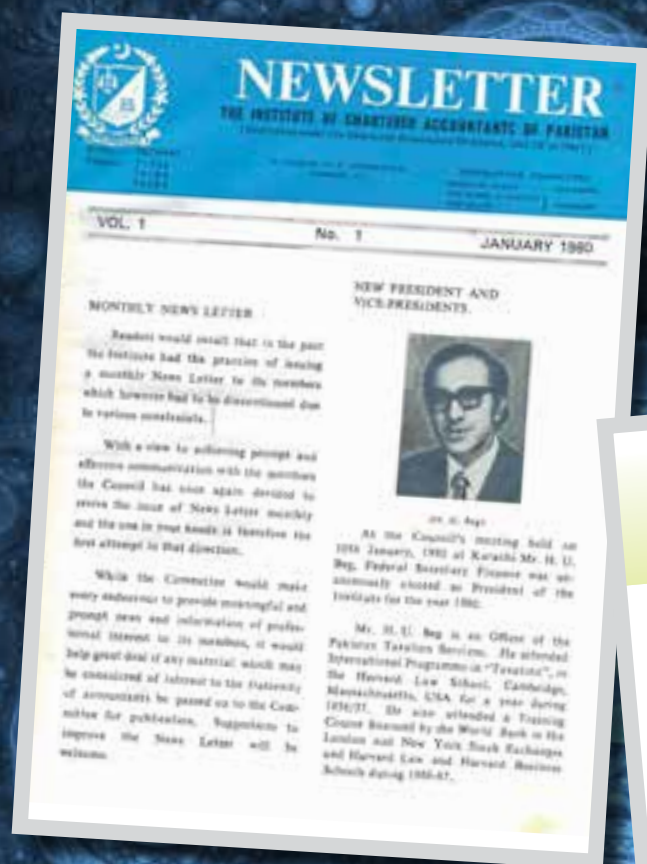 NEWSLETTER
THE INSTITUTE OF CHARTERED ACCOUNTANTS OF PAKISTAN
VOL. 1 No. 1 JANUARY 1980
MONTHLY NEWS LETTER
Readers would recall that in the past
the Institute had the practice of issuing
a monthly News Letter to its members
which however had to be discontinued due
to various constraints.
With a view to achieving prompt and
effective communication with the members
the Council has once again decided to
revive the issue of News Letter monthly
and the one in your hands is therefore the
first attempt in that direction.
While the Committee would make
every endeavour to provide meaningful and
prompt news and information of profes-
sional interest to its members, it would
help great deal if any material which may
be considered of interest to the fraternity
of accountants be passed on to the Com-
mittee for publication. Suggestions to
improve the News Letter will be
welcome.
NEW PRESIDENT AND
VICE-PRESIDENTS.
H. U. Beg
At the Council's meeting held on
January, 1980 at Karachi Mr. H. U.
Beg, Federal Secretary Finance was un-
animously elected as President of the
Institute for the year 1980.
Mr. H. U. Beg is an Officer of the
Pakistan Taxation Services. He attended
International Programme in "Taxation", in
the Harvard Law School, Cambridge,
Massachusetts, USA for a year during
1956/57. He also attended a Training
Course financed by the World Bank in the
London and New York Stock Exchanges
and Harvard Law and Harvard Business
Schools during